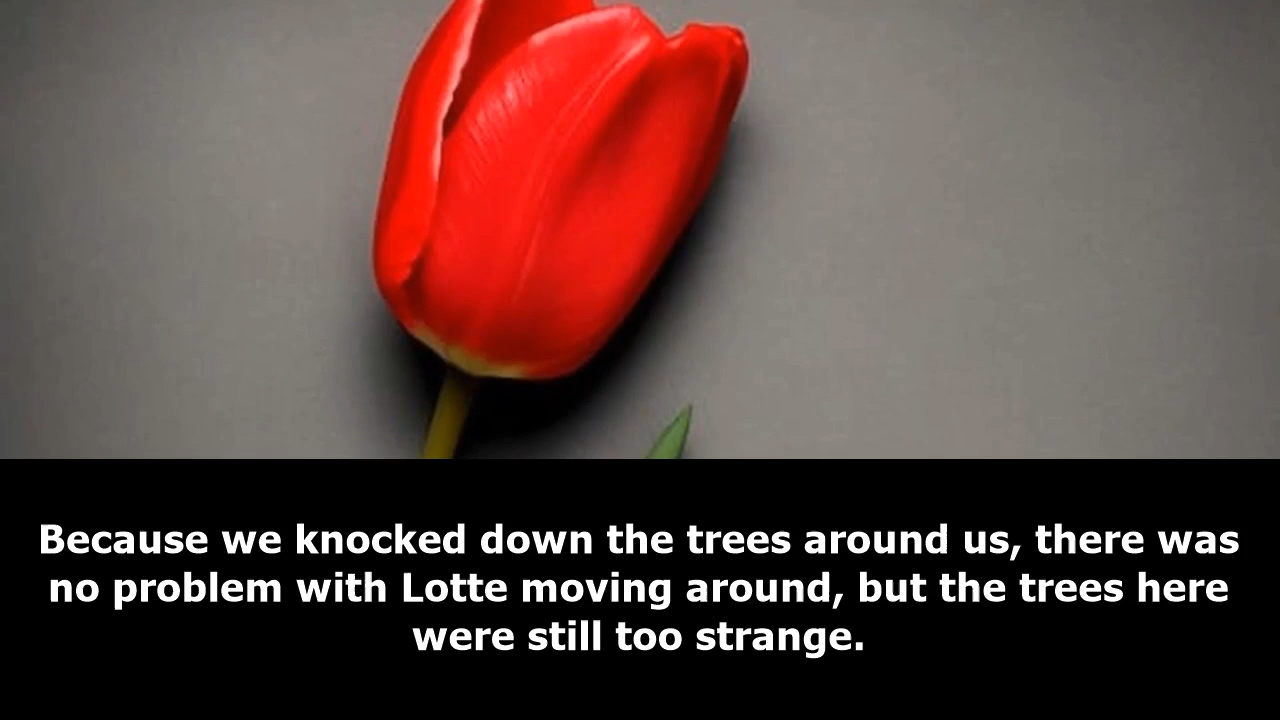 Because we knocked down the trees around us, there was
no problem with Lotte moving around, but the trees here
were still too strange.